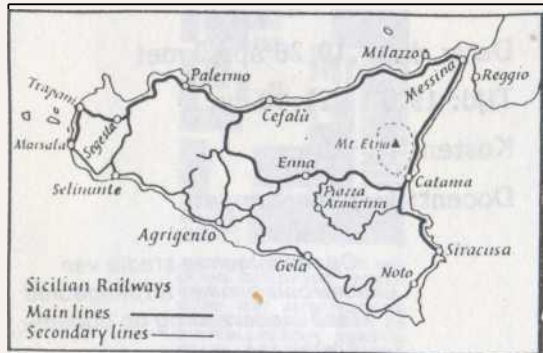 Milazzo
Messina
Reggio
Palermo
Trapani
Cefalù
Segesta
Mt. Etna
Marsala
Enna
Catania
Selinunte
Piazza
Armerina
Agrigento
Siracusa
Gela
Noto
Sicilian Railways
Main lines
Secondary lines